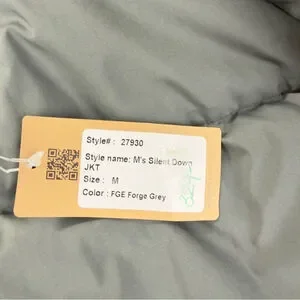 Style# : 27930
Style name: M's Silent Down
JKT
Size : M
Color : FGE Forge Grey